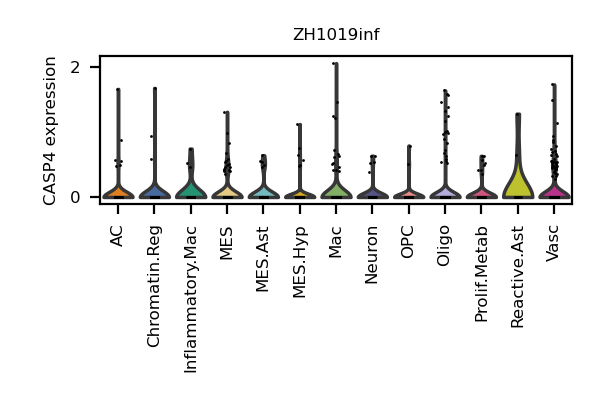 ZH1019inf
CASP4 expression
2
0
AC
Chromatin.Reg
Inflammatory.Mac
MES
MES.Ast
MES.Hyp
Mac
Neuron
OPC
Oligo
Prolif.Metab
Reactive.Ast
Vasc